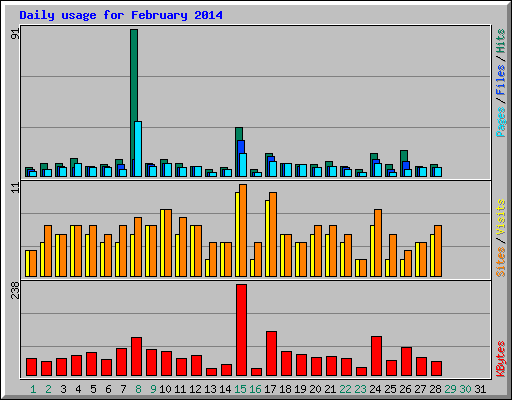 Daily usage for February 2014
91
Pages / Files / Hits
11
Sites / Visits
238
KBytes
1 2 3 4 5 6 7 8 9 10 11 12 13 14 15 16 17 18 19 20 21 22 23 24 25 26 27 28 29 30 31